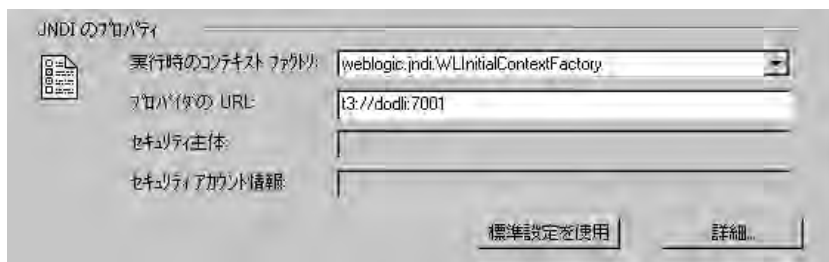 JNDI のﾌﾟﾛﾊﾟﾃｨ
実行時のｺﾝﾃｷｽﾄ ﾌｧｸﾄﾘ: weblogic.jndi.WLInitialContextFactory
ﾌﾟﾛﾊﾞｲﾀﾞの URL: t3://dodli:7001
ｾｷｭﾘﾃｨ主体:
ｾｷｭﾘﾃｨ ｱｶｳﾝﾄ情報:
標準設定を使用 詳細...